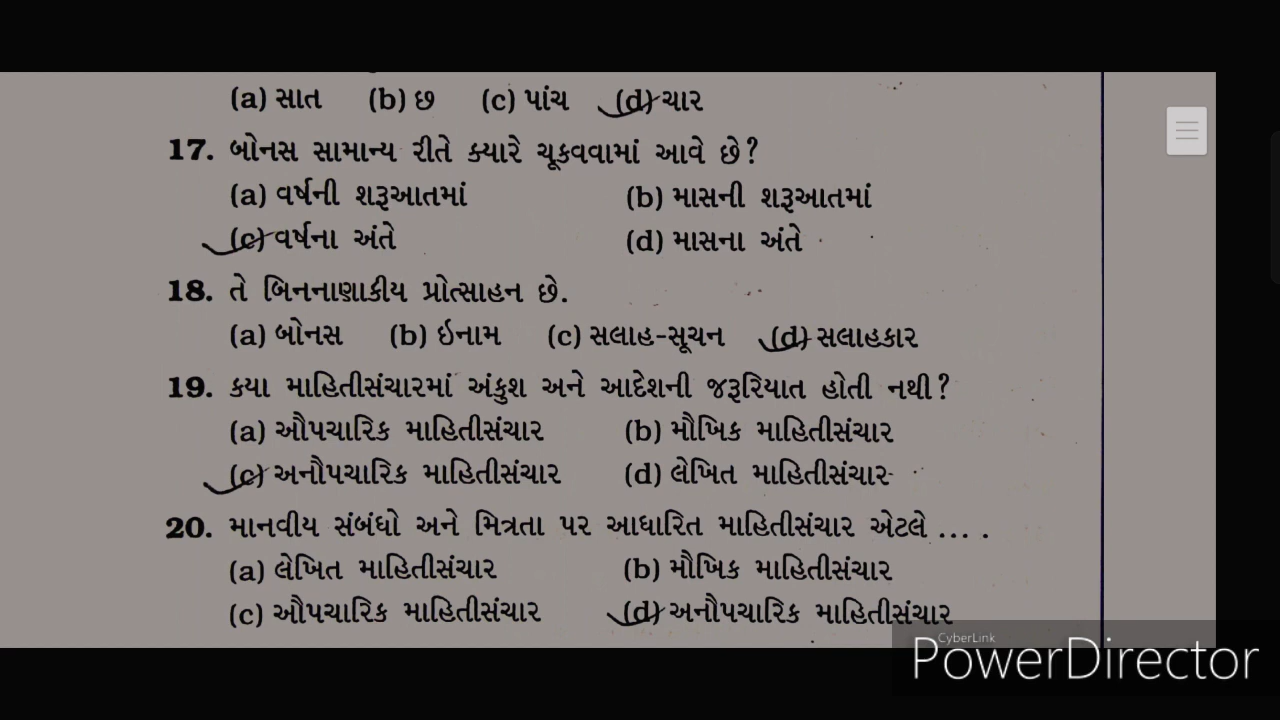 (a) સાત (b) છ (c) પાંચ (d) ચાર
17. બોનસ સામાન્ય રીતે ક્યારે ચૂકવવામાં આવે છે?
(a) વર્ષની શરૂઆતમાં (b) માસની શરૂઆતમાં
(c) વર્ષના અંતે (d) માસના અંતે
18. તે બિનનાણાકીય પ્રોત્સાહન છે.
(a) બોનસ (b) ઇનામ (c) સલાહ-સૂચન (d) સલાહકાર
19. કયા માહિતીસંચારમાં અંકુશ અને આદેશની જરૂરિયાત હોતી નથી?
(a) ઔપચારિક માહિતીસંચાર (b) મૌખિક માહિતીસંચાર
(c) અનૌપચારિક માહિતીસંચાર (d) લેખિત માહિતીસંચાર
20. માનવીય સંબંધો અને મિત્રતા પર આધારિત માહિતીસંચાર એટલે .... .
(a) લેખિત માહિતીસંચાર (b) મૌખિક માહિતીસંચાર
(c) ઔપચારિક માહિતીસંચાર (d) અનૌપચારિક માહિતીસંચાર
CyberLink
PowerDirector